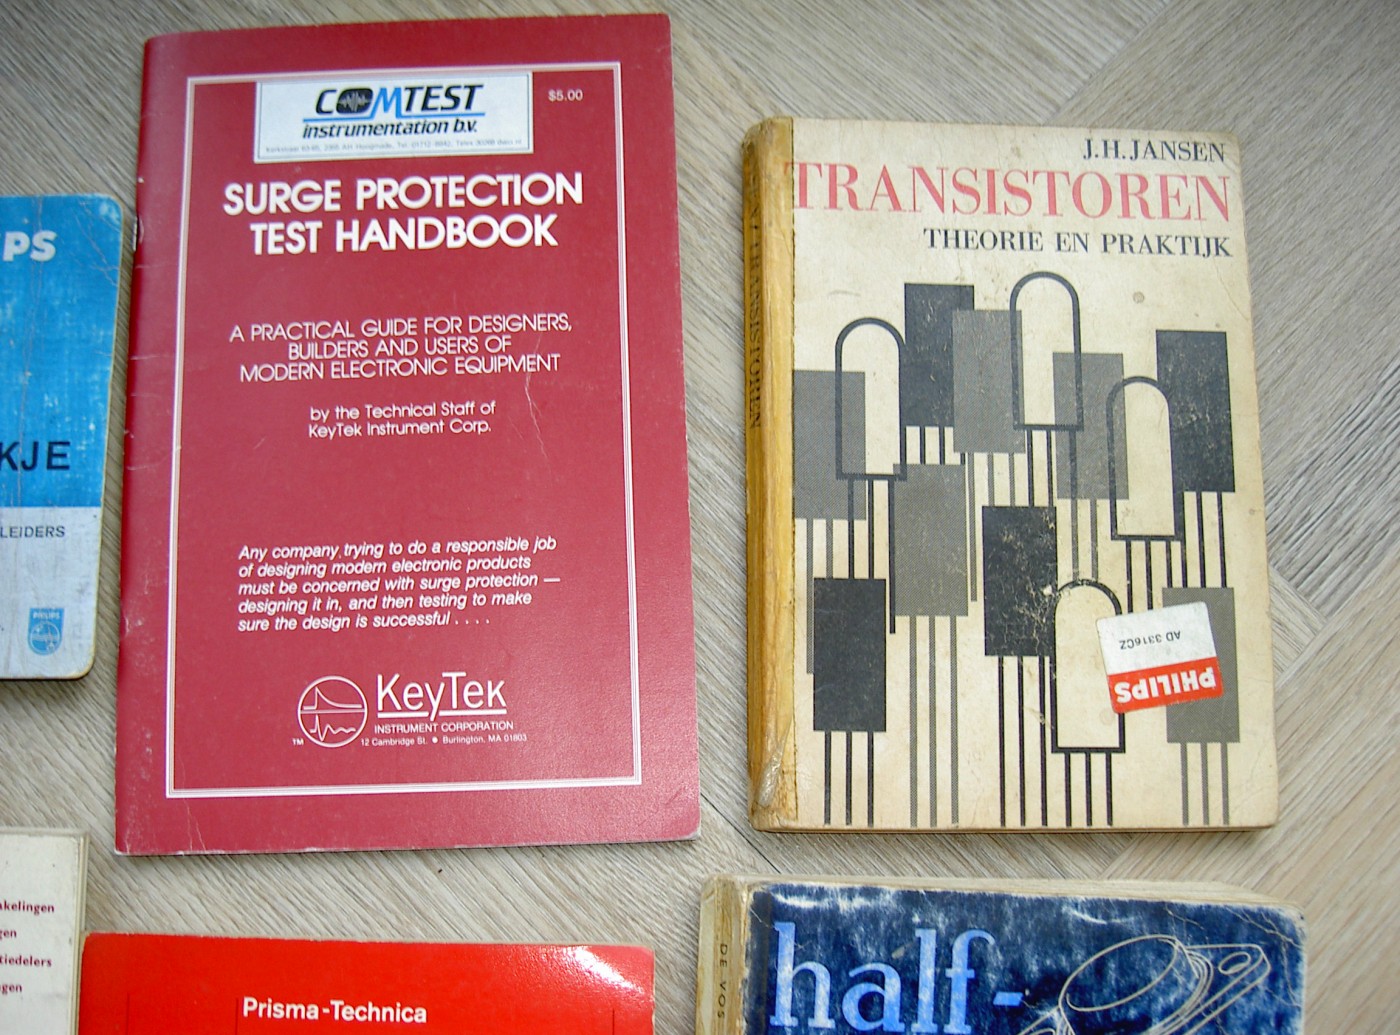 PS
KJE
LEIDERS
PHILIPS
COMTEST
instrumentation b.v.
$5.00
SURGE PROTECTION
TEST HANDBOOK
A PRACTICAL GUIDE FOR DESIGNERS,
BUILDERS AND USERS OF
MODERN ELECTRONIC EQUIPMENT
by the Technical Staff of
KeyTek Instrument Corp.
Any company trying to do a responsible job
of designing modern electronic products
must be concerned with surge protection —
designing it in, and then testing to make
sure the design is successful . . . .
KEYTEK
INSTRUMENT CORPORATION
TM
12 Cambridge St. ● Burlington, MA 01803
J.H. JANSEN
TRANSISTOREN
THEORIE EN PRAKTIJK
TRANSISTOREN
AD 3316CZ
PHILIPS
akelingen
gen
tiedelers
ngen
Prisma-Technica
DE VOS
half-